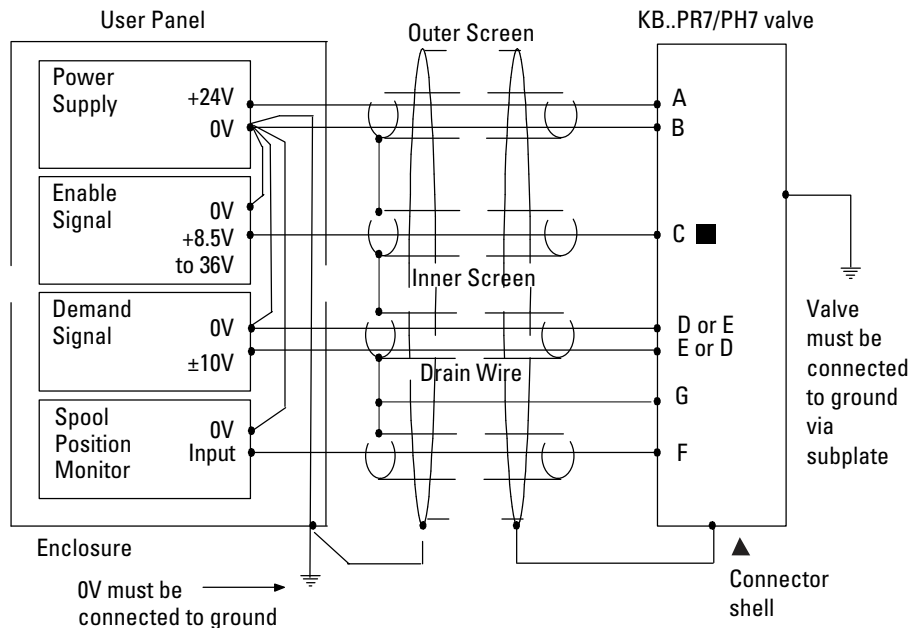 User Panel
Outer Screen
KB..PR7/PH7 valve
Power
Supply
+24V
0V
A
B
Enable
Signal
0V
+8.5V
to 36V
C
Inner Screen
Demand
Signal
0V
±10V
D or E
E or D
Drain Wire
G
Spool
Position
Monitor
0V
Input
F
Valve
must be
connected
to ground
via
subplate
Enclosure
0V must be
connected to ground
Connector
shell